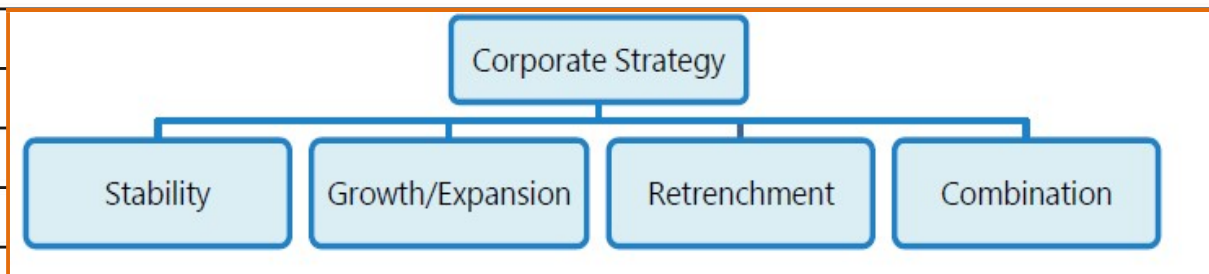 Corporate Strategy
Stability
Growth/Expansion
Retrenchment
Combination